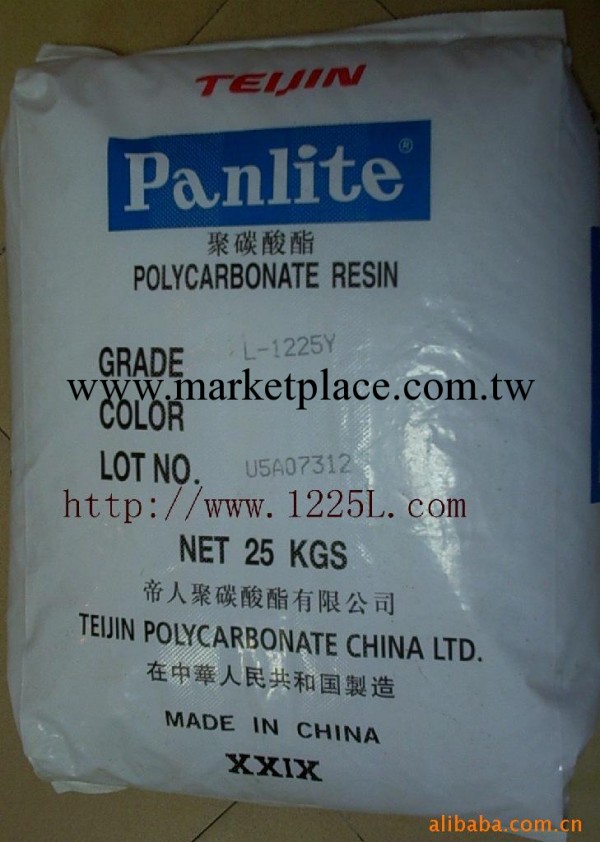 TEIJIN
Panlite®
聚碳酸酯
POLYCARBONATE RESIN
GRADE L-1225Y
www.marketplace.com.tw
COLOR
LOT NO. U5A07312
http://www.1225L.com
NET 25 KGS
帝人聚碳酸酯有限公司
TEIJIN POLYCARBONATE CHINA LTD.
在中華人民共和国製造
MADE IN CHINA
XXIX
alibaba.com.cn